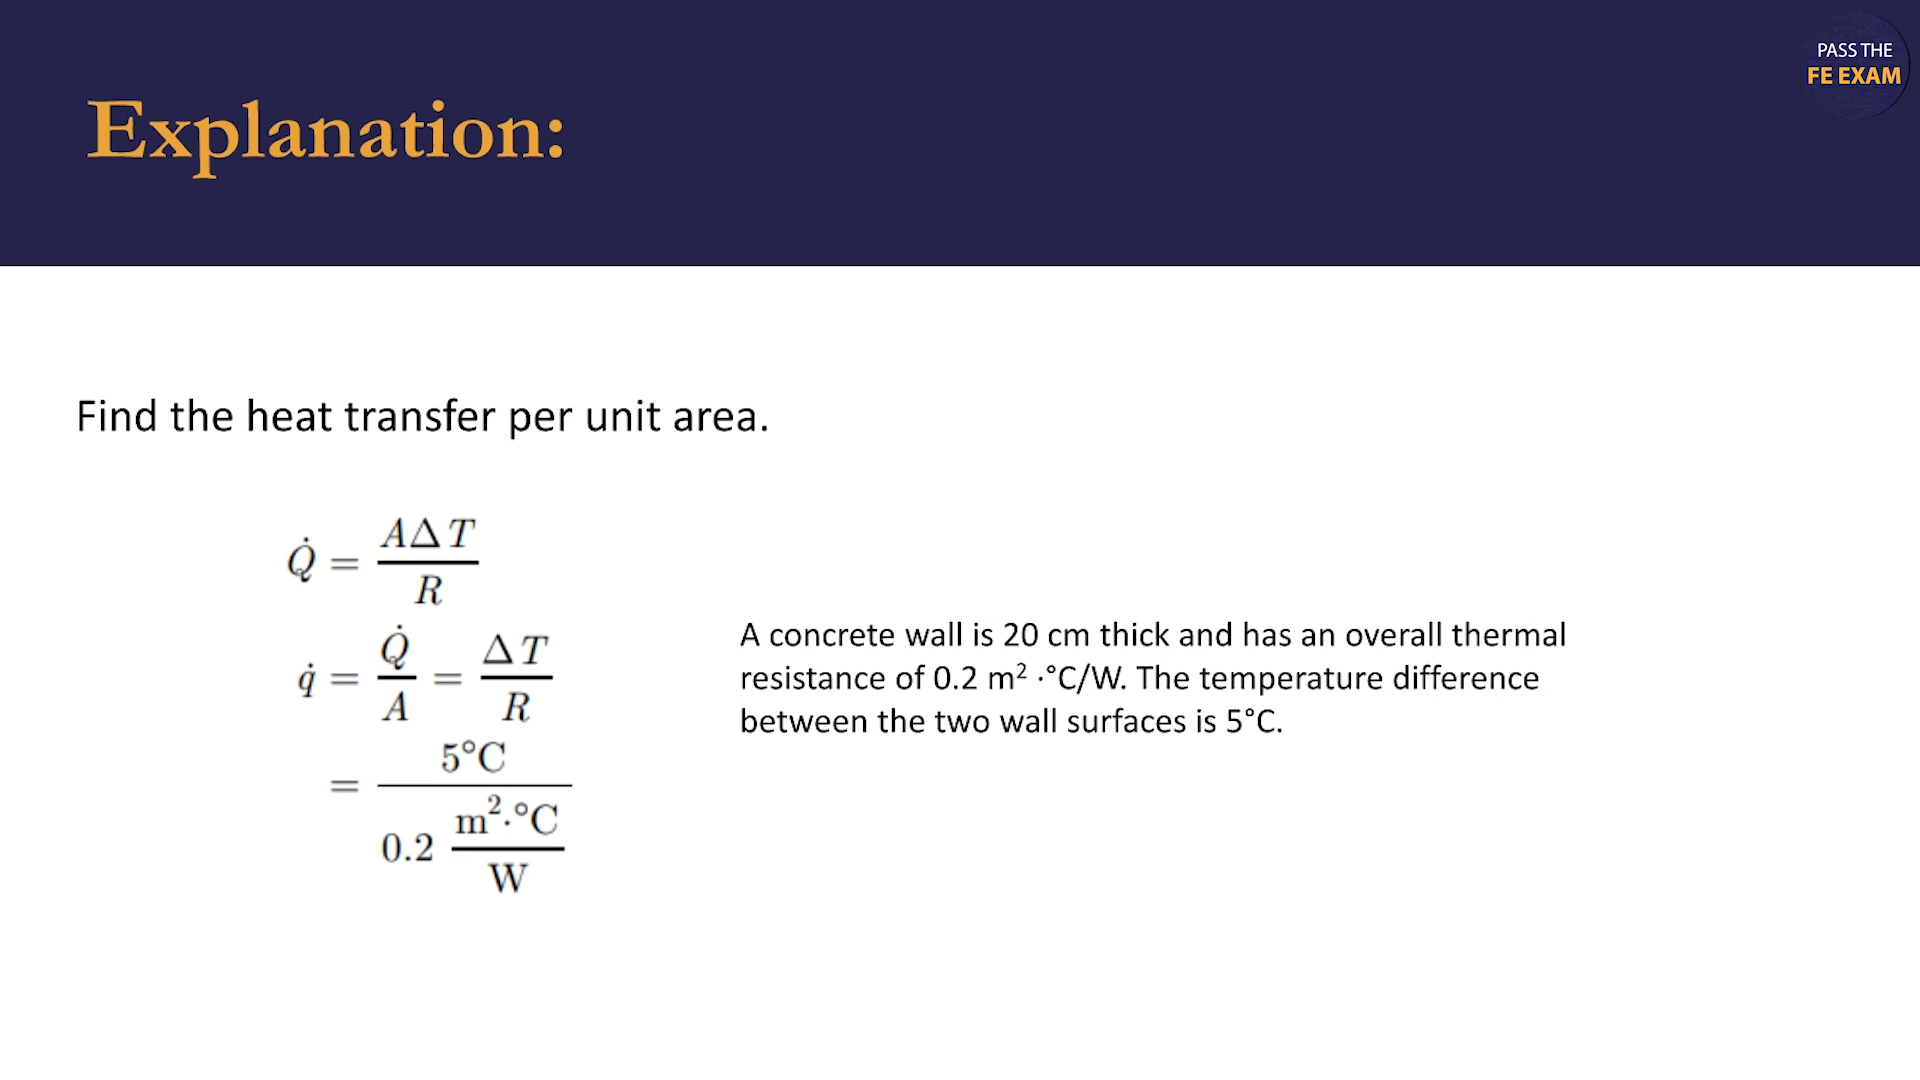 PASS THE
FE EXAM
Explanation:
Find the heat transfer per unit area.
Q̇ = AΔT / R
q̇ = Q̇ / A = ΔT / R
= 5°C / 0.2 m²·°C / W
A concrete wall is 20 cm thick and has an overall thermal
resistance of 0.2 m² ·°C/W. The temperature difference
between the two wall surfaces is 5°C.